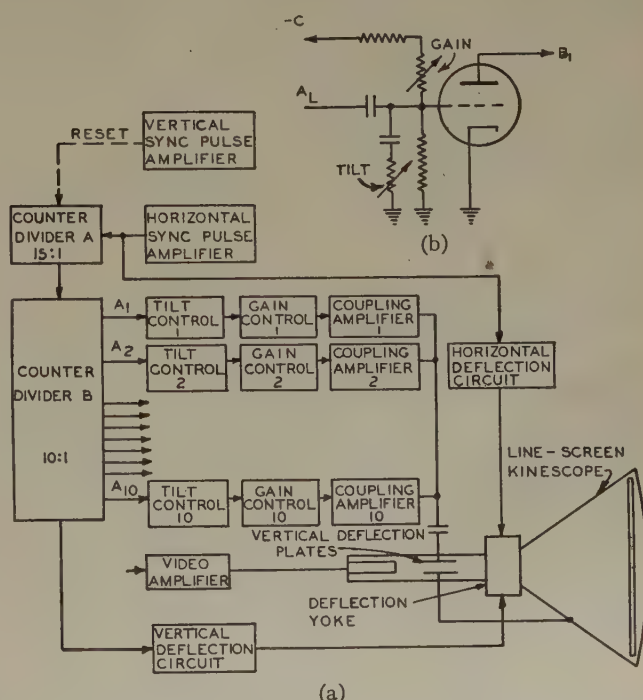 -C
GAIN
B1
AL
TILT
(b)
RESET
VERTICAL
SYNC PULSE
AMPLIFIER
COUNTER
DIVIDER A
15:1
HORIZONTAL
SYNC PULSE
AMPLIFIER
COUNTER
DIVIDER B
10:1
A1
TILT
CONTROL
1
GAIN
CONTROL
1
COUPLING
AMPLIFIER
1
A2
TILT
CONTROL
2
GAIN
CONTROL
2
COUPLING
AMPLIFIER
2
HORIZONTAL
DEFLECTION
CIRCUIT
LINE-SCREEN
KINESCOPE
A10
TILT
CONTROL
10
GAIN
CONTROL
10
COUPLING
AMPLIFIER
10
VERTICAL DEFLECTION
PLATES
VIDEO
AMPLIFIER
DEFLECTION
YOKE
VERTICAL
DEFLECTION
CIRCUIT
(a)